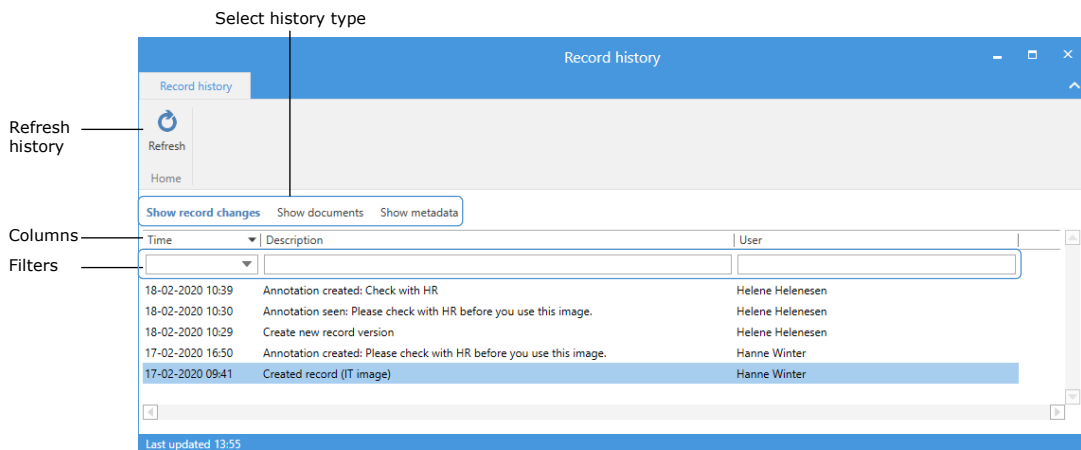 Select history type
Record history
Record history
Refresh
history
Refresh
Home
Show record changes Show documents Show metadata
Columns
Time Description User
Filters
18-02-2020 10:39 Annotation created: Check with HR Helene Helenesen
18-02-2020 10:30 Annotation seen: Please check with HR before you use this image. Helene Helenesen
18-02-2020 10:29 Create new record version Helene Helenesen
17-02-2020 16:50 Annotation created: Please check with HR before you use this image. Hanne Winter
17-02-2020 09:41 Created record (IT image) Hanne Winter
Last updated 13:55